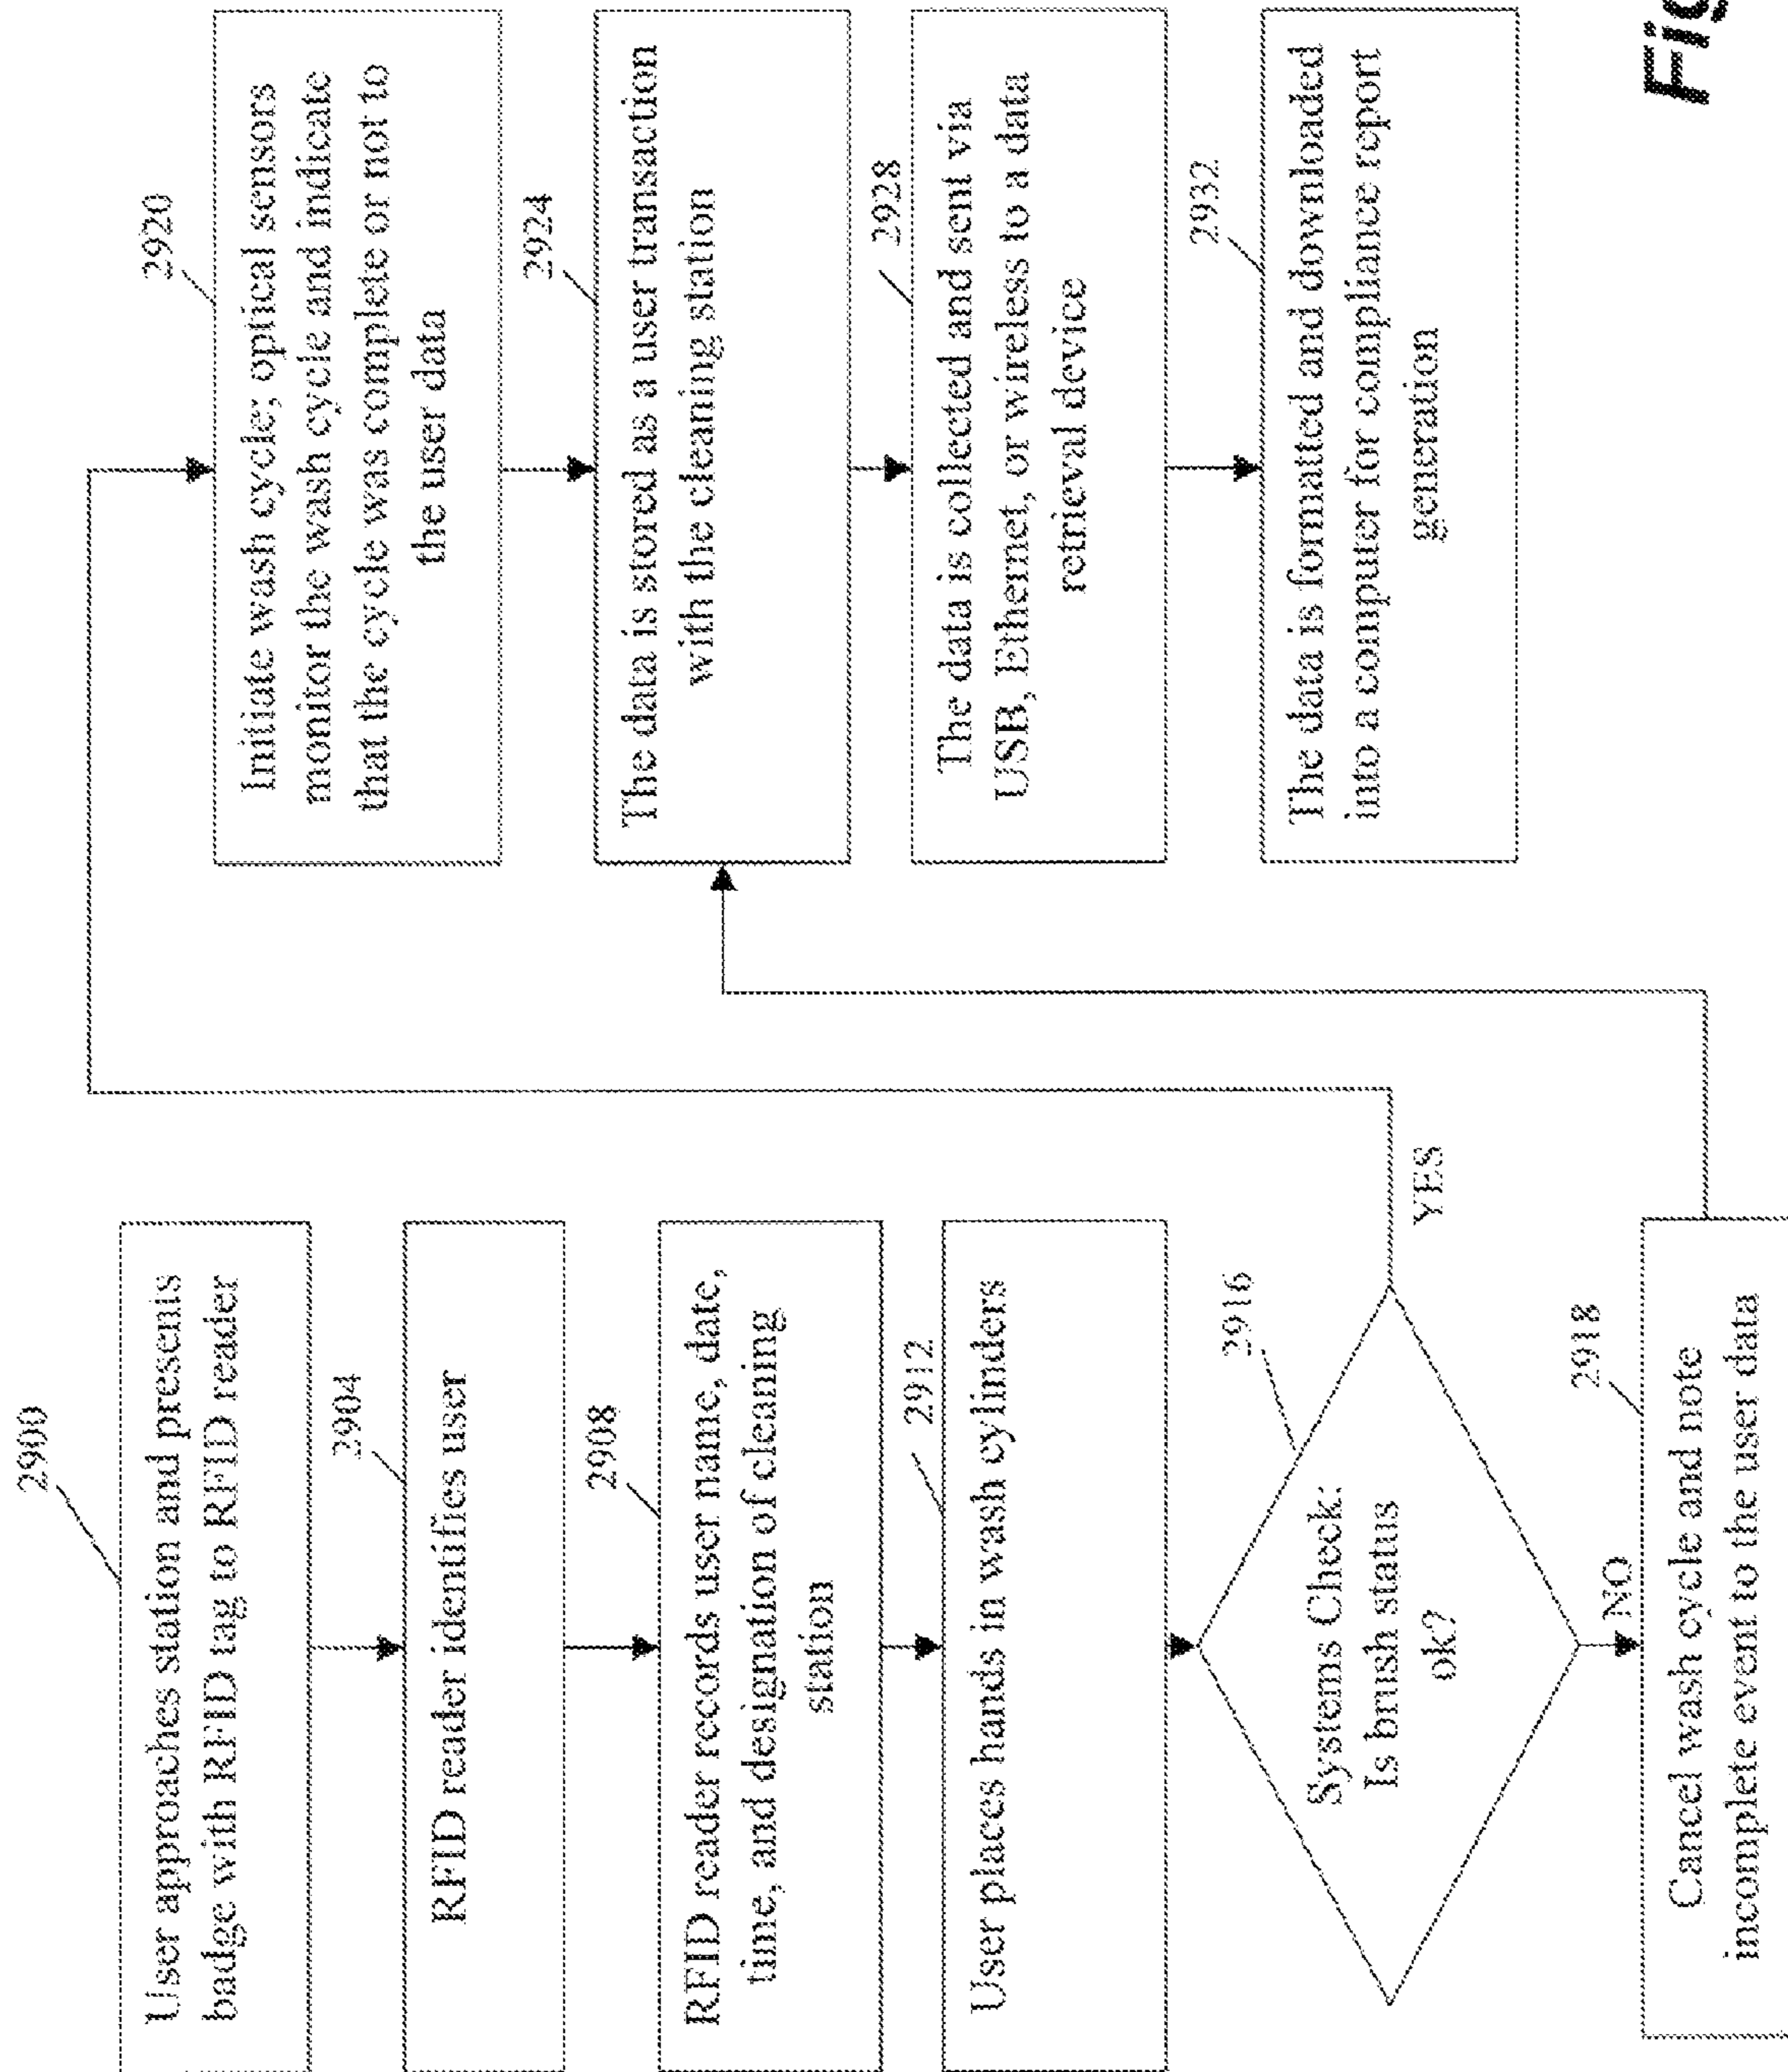 2900
User approaches station and presents
badge with RFID tag to RFID reader
2904
RFID reader identifies user
2908
RFID reader records user name, date,
time, and designation of cleaning
station
2912
User places hands in wash cylinders
2916
Systems Check:
Is brush status
ok?
YES
NO
2918
Cancel wash cycle and note
incomplete event to the user data
2920
Initiate wash cycle; optical sensors
monitor the wash cycle and indicate
that the cycle was complete or not to
the user data
2924
The data is stored as a user transaction
with the cleaning station
2928
The data is collected and sent via
USB, Ethernet, or wireless to a data
retrieval device
2932
The data is formatted and downloaded
into a computer for compliance report
generation